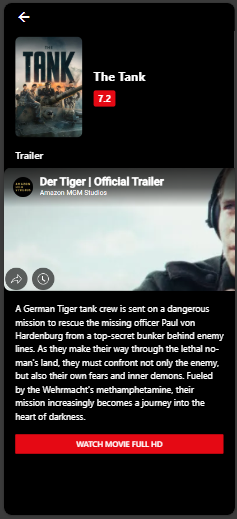 THE
TANK
The Tank
7.2
Trailer
Der Tiger | Official Trailer
Amazon MGM Studios
A German Tiger tank crew is sent on a dangerous
mission to rescue the missing officer Paul von
Hardenburg from a top-secret bunker behind enemy
lines. As they make their way through the lethal no-
man's land, they must confront not only the enemy,
but also their own fears and inner demons. Fueled
by the Wehrmacht's methamphetamine, their
mission increasingly becomes a journey into the
heart of darkness.
WATCH MOVIE FULL HD